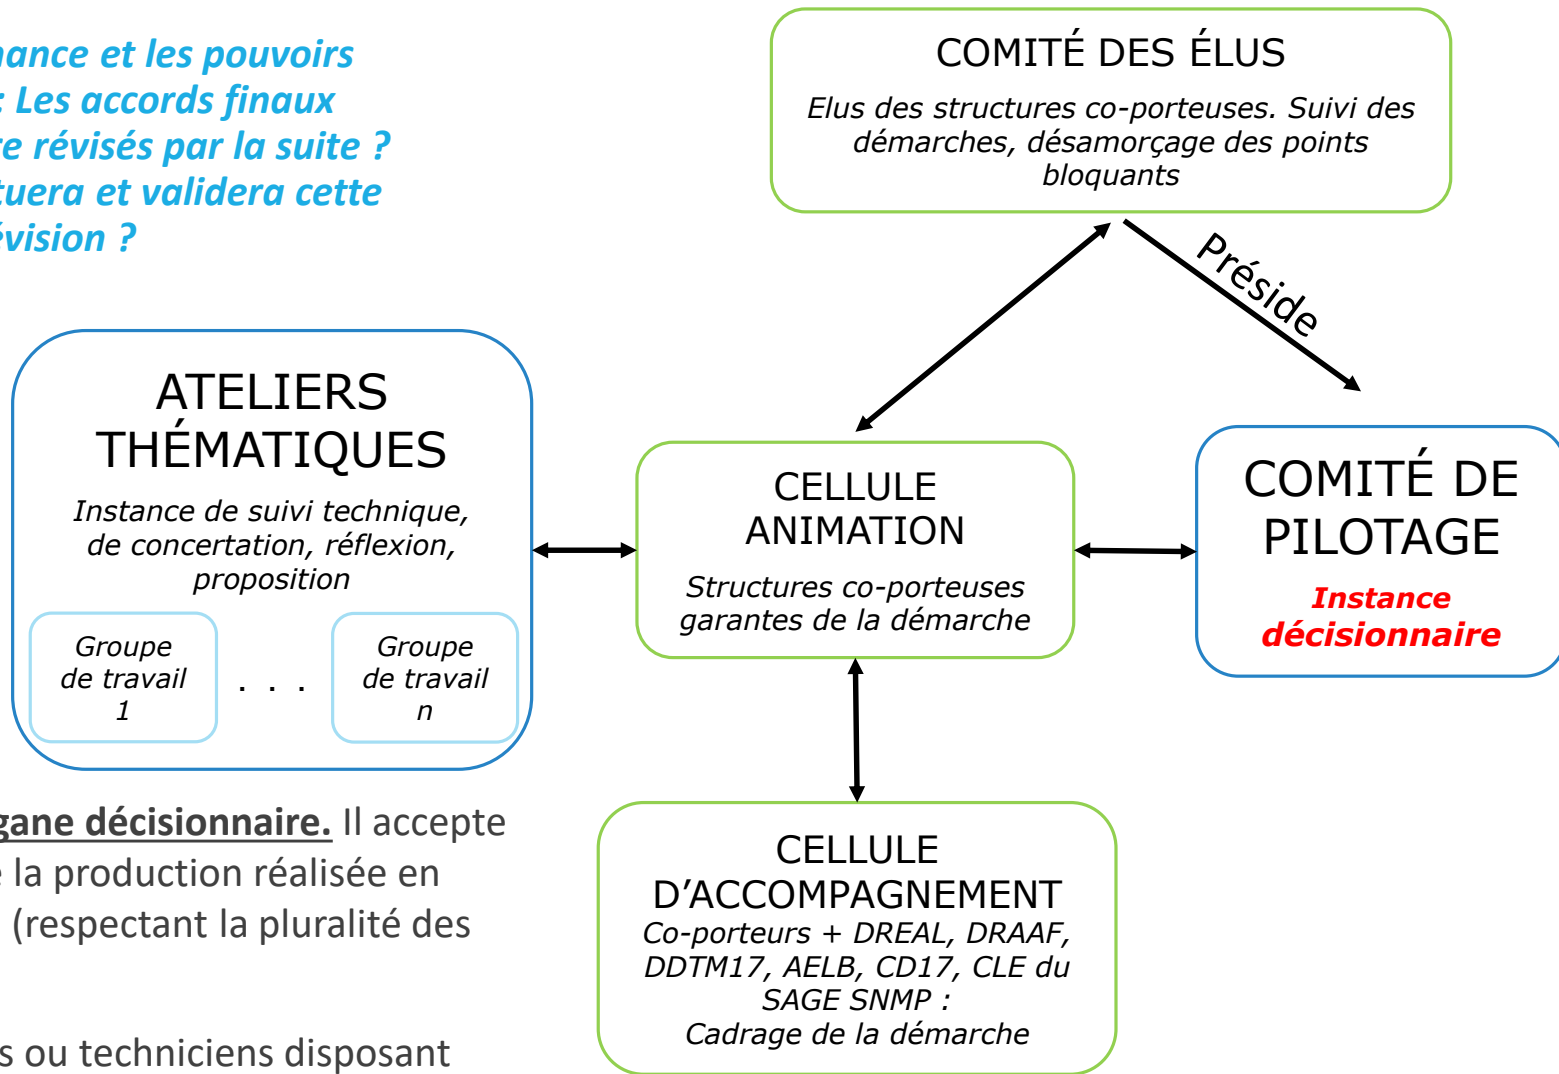 et les pouvoirs
: Les accords finaux
révisés par la suite ?
et validera cette
?
COMITÉ DES ÉLUS
Elus des structures co-porteuses. Suivi des
démarches, désamorçage des points
bloquants
Préside
ATELIERS
THÉMATIQUES
Instance de suivi technique,
de concertation, réflexion,
proposition
Groupe
de travail
1
. . .
Groupe
de travail
n
CELLULE
ANIMATION
Structures co-porteuses
garantes de la démarche
COMITÉ DE
PILOTAGE
Instance
décisionnaire
décisionnaire. Il accepte
la production réalisée en
(respectant la pluralité des
ou techniciens disposant
CELLULE
D’ACCOMPAGNEMENT
Co-porteurs + DREAL, DRAAF,
DDTM17, AELB, CD17, CLE du
SAGE SNMP :
Cadrage de la démarche